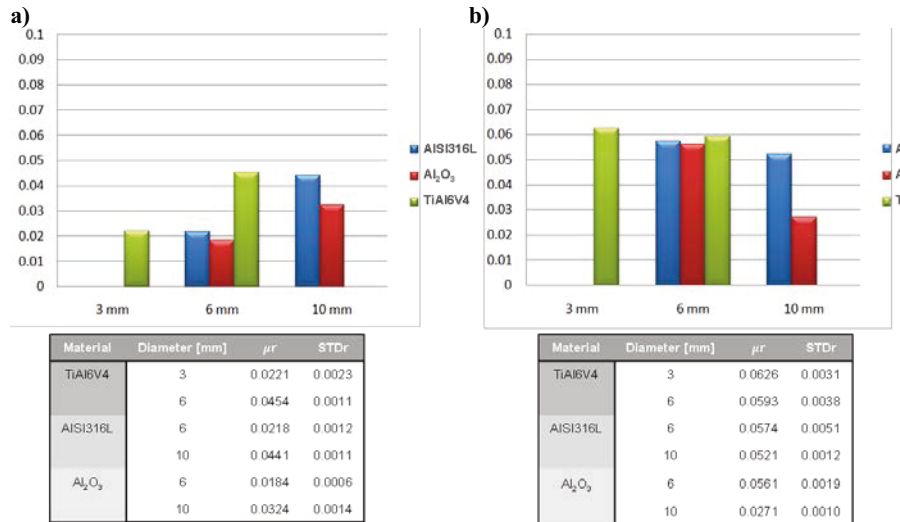 a)
0.1
0.09
0.08
0.07
0.06
0.05
0.04
0.03
0.02
0.01
0
3 mm 6 mm 10 mm
AISI316L
Al₂O₃
TiAl6V4
Material Diameter [mm] μr STDr
TiAl6V4 3 0.0221 0.0023
6 0.0454 0.0011
AISI316L 6 0.0218 0.0012
10 0.0441 0.0011
Al₂O₃ 6 0.0184 0.0006
10 0.0324 0.0014
b)
0.1
0.09
0.08
0.07
0.06
0.05
0.04
0.03
0.02
0.01
0
3 mm 6 mm 10 mm
A
A
T
Material Diameter [mm] μr STDr
TiAl6V4 3 0.0626 0.0031
6 0.0593 0.0038
AISI316L 6 0.0574 0.0051
10 0.0521 0.0012
Al₂O₃ 6 0.0561 0.0019
10 0.0271 0.0010